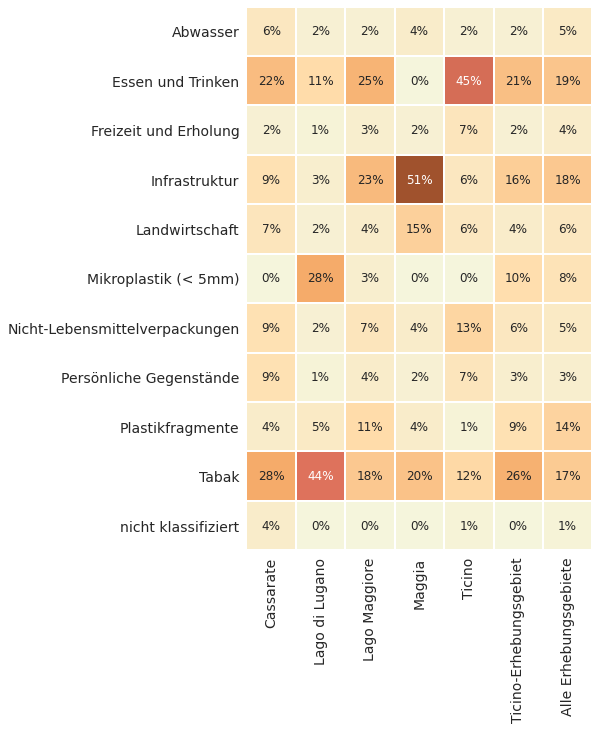 Abwasser 6% 2% 2% 4% 2% 2% 5%
Essen und Trinken 22% 11% 25% 0% 45% 21% 19%
Freizeit und Erholung 2% 1% 3% 2% 7% 2% 4%
Infrastruktur 9% 3% 23% 51% 6% 16% 18%
Landwirtschaft 7% 2% 4% 15% 6% 4% 6%
Mikroplastik (< 5mm) 0% 28% 3% 0% 0% 10% 8%
Nicht-Lebensmittelverpackungen 9% 2% 7% 4% 13% 6% 5%
Persönliche Gegenstände 9% 1% 4% 2% 7% 3% 3%
Plastikfragmente 4% 5% 11% 4% 1% 9% 14%
Tabak 28% 44% 18% 20% 12% 26% 17%
nicht klassifiziert 4% 0% 0% 0% 1% 0% 1%
Cassarate
Lago di Lugano
Lago Maggiore
Maggia
Ticino
Ticino-Erhebungsgebiet
Alle Erhebungsgebiete